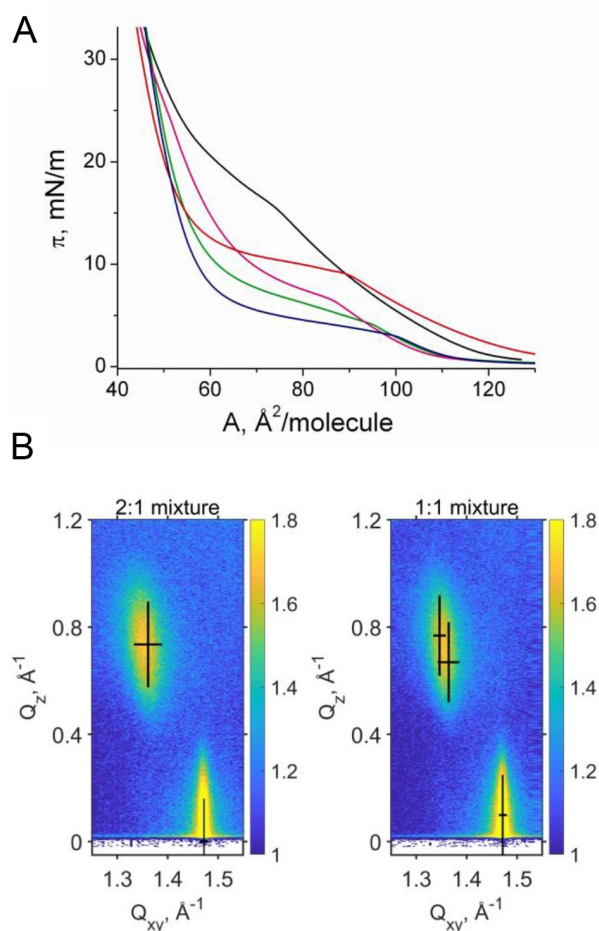 A
30
20
10
0
π, mN/m
40 60 80 100 120
A, Å²/molecule
B
2:1 mixture
1:1 mixture
1.2
0.8
0.4
0
Q_z, Å⁻¹
1.3 1.4 1.5
Q_xy, Å⁻¹
1.8
1.6
1.4
1.2
1
1.2
0.8
0.4
0
Q_z, Å⁻¹
1.3 1.4 1.5
Q_xy, Å⁻¹
1.8
1.6
1.4
1.2
1